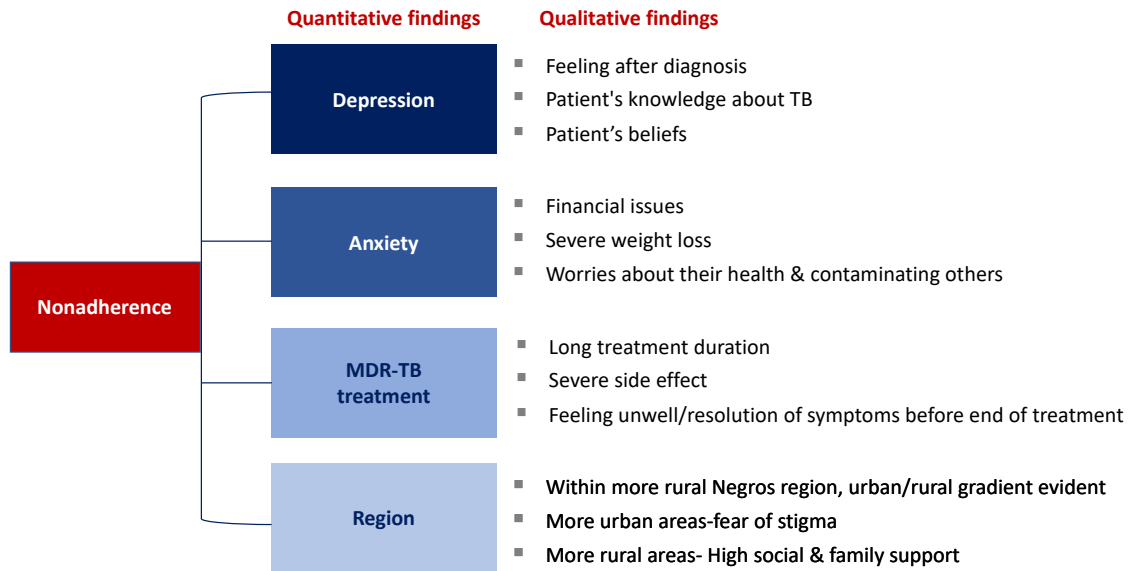 Quantitative findings
Qualitative findings
Nonadherence
Depression
▪ Feeling after diagnosis
▪ Patient's knowledge about TB
▪ Patient’s beliefs
Anxiety
▪ Financial issues
▪ Severe weight loss
▪ Worries about their health & contaminating others
MDR-TB
treatment
▪ Long treatment duration
▪ Severe side effect
▪ Feeling unwell/resolution of symptoms before end of treatment
Region
▪ Within more rural Negros region, urban/rural gradient evident
▪ More urban areas-fear of stigma
▪ More rural areas- High social & family support